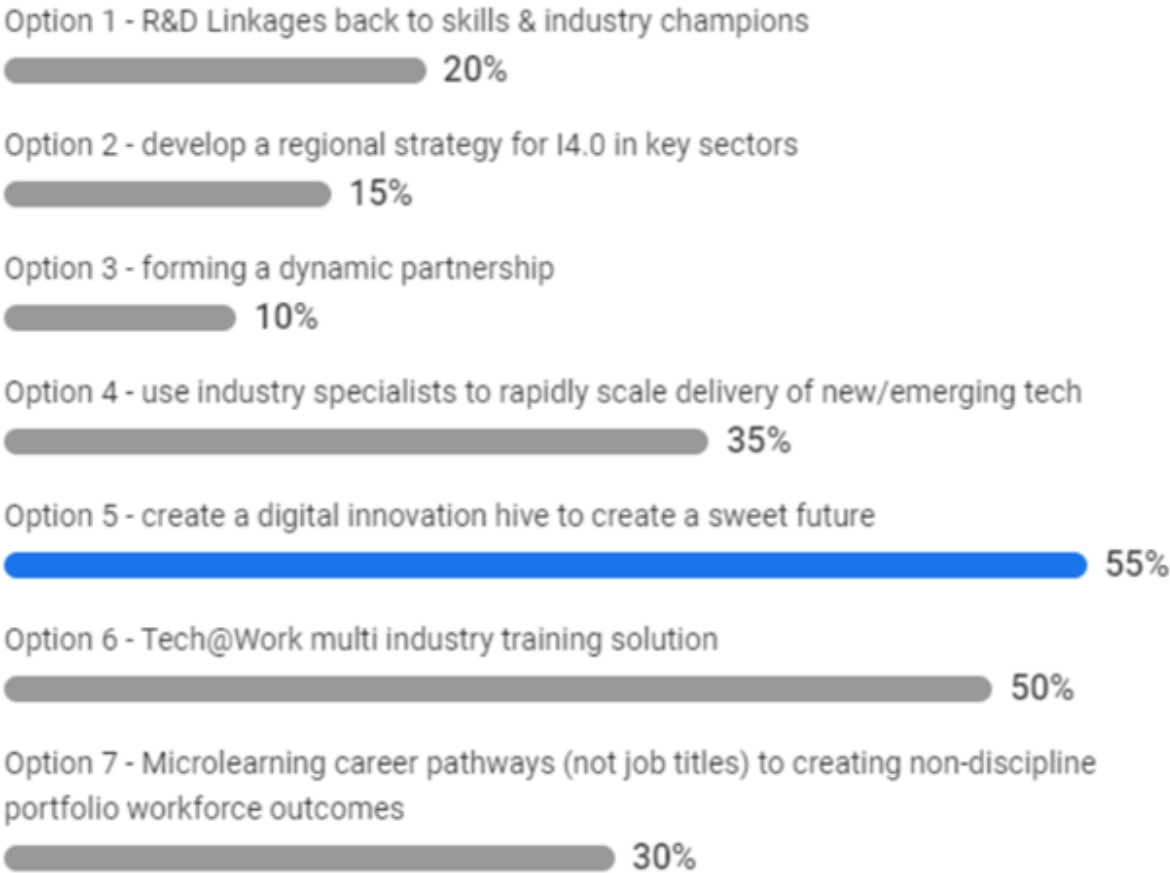 Option 1 - R&D Linkages back to skills & industry champions
20%
Option 2 - develop a regional strategy for I4.0 in key sectors
15%
Option 3 - forming a dynamic partnership
10%
Option 4 - use industry specialists to rapidly scale delivery of new/emerging tech
35%
Option 5 - create a digital innovation hive to create a sweet future
55%
Option 6 - Tech@Work multi industry training solution
50%
Option 7 - Microlearning career pathways (not job titles) to creating non-discipline
portfolio workforce outcomes
30%